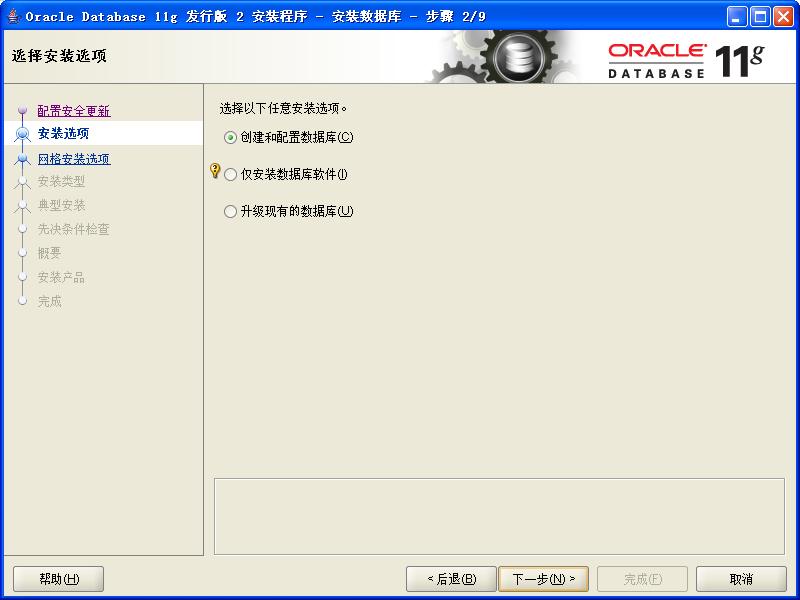 Oracle Database 11g 发行版 2 安装程序 - 安装数据库 - 步骤 2/9
选择安装选项
ORACLE
DATABASE
11g
配置安全更新
安装选项
网格安装选项
安装类型
典型安装
先决条件检查
概要
安装产品
完成
选择以下任意安装选项。
创建和配置数据库(C)
仅安装数据库软件(I)
升级现有的数据库(U)
帮助(H)
< 后退(B)
下一步(N) >
完成(F)
取消